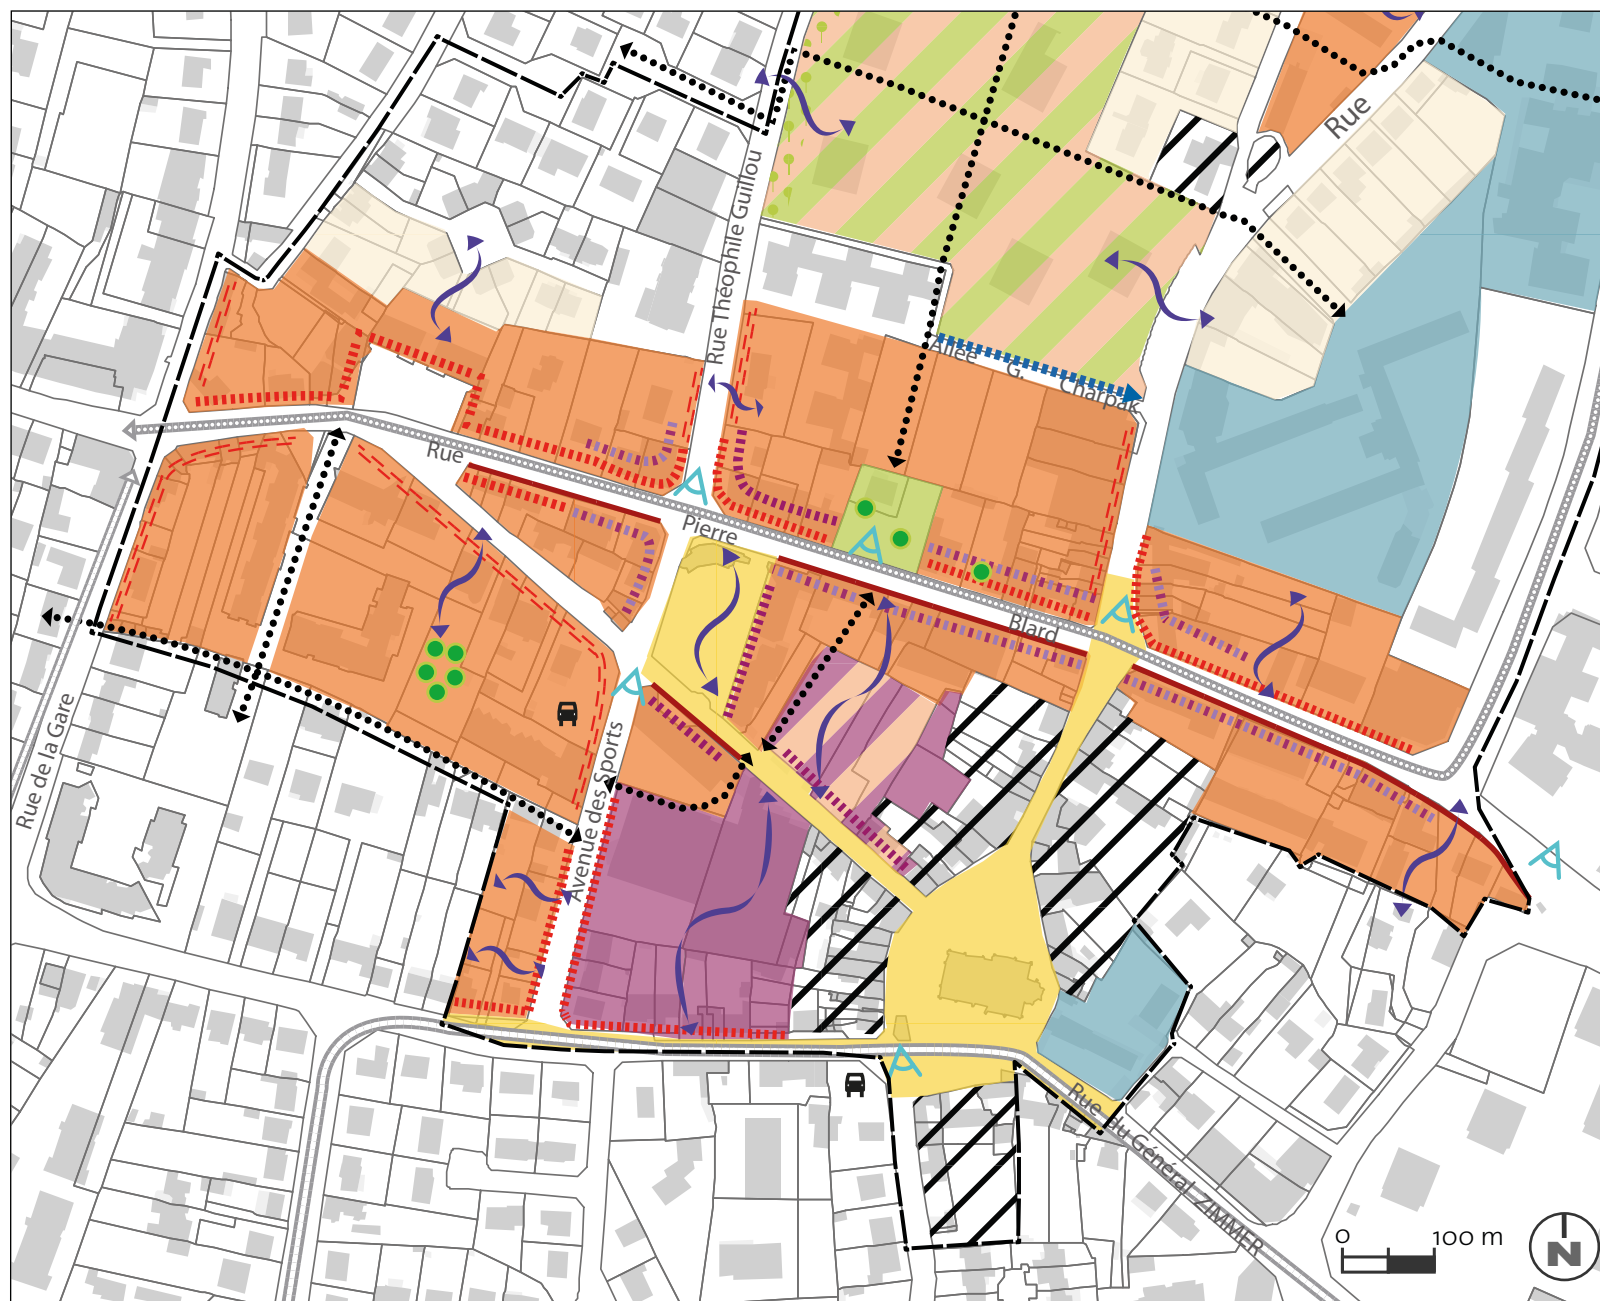 Rue
Rue Théophile Guillou
Allée
G.
Charpak
Rue
Pierre
Blard
Rue de la Gare
Avenue des Sports
Rue du Général ZIMMER
0 100 m
N